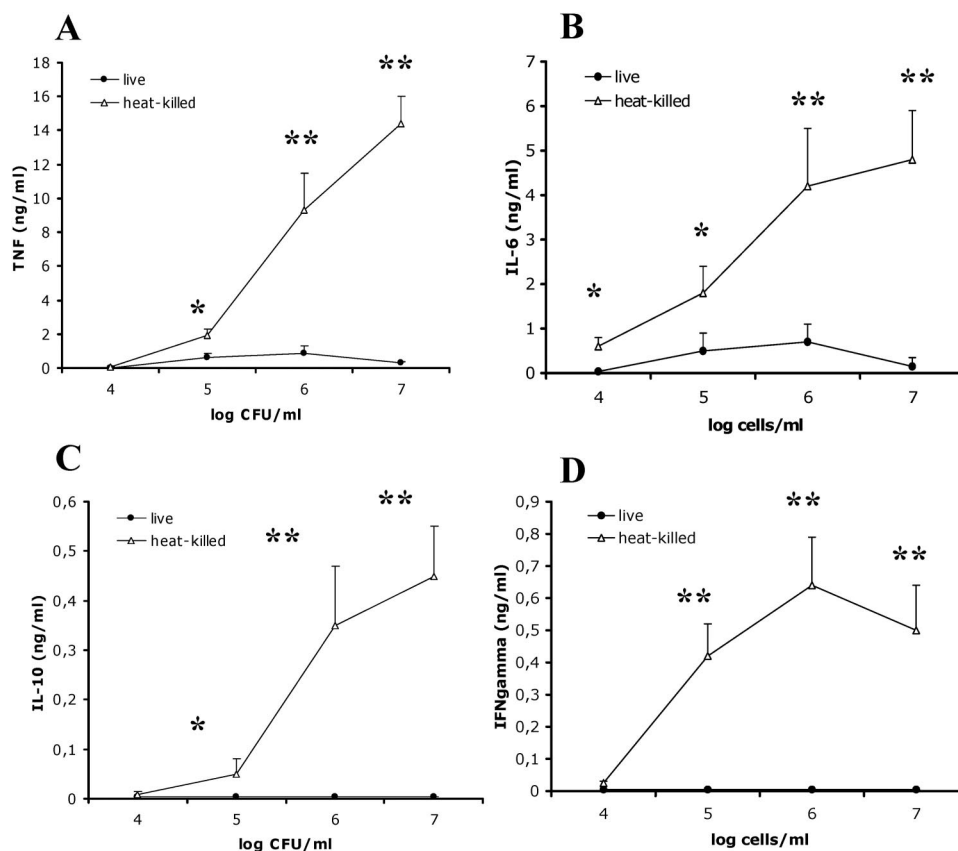 A
TNF (ng/ml)
18
16
14
12
10
8
6
4
2
0
live
heat-killed
*
**
**
4 5 6 7
log CFU/ml
B
IL-6 (ng/ml)
7
6
5
4
3
2
1
0
live
heat-killed
*
*
**
**
4 5 6 7
log cells/ml
C
IL-10 (ng/ml)
0,6
0,5
0,4
0,3
0,2
0,1
0
live
heat-killed
*
**
**
4 5 6 7
log CFU/ml
D
IFNgamma (ng/ml)
0,9
0,8
0,7
0,6
0,5
0,4
0,3
0,2
0,1
0
live
heat-killed
**
**
**
4 5 6 7
log cells/ml